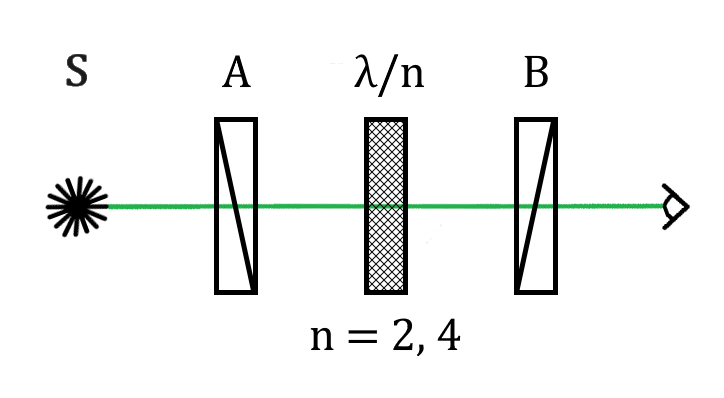 S A λ/n B
n = 2, 4